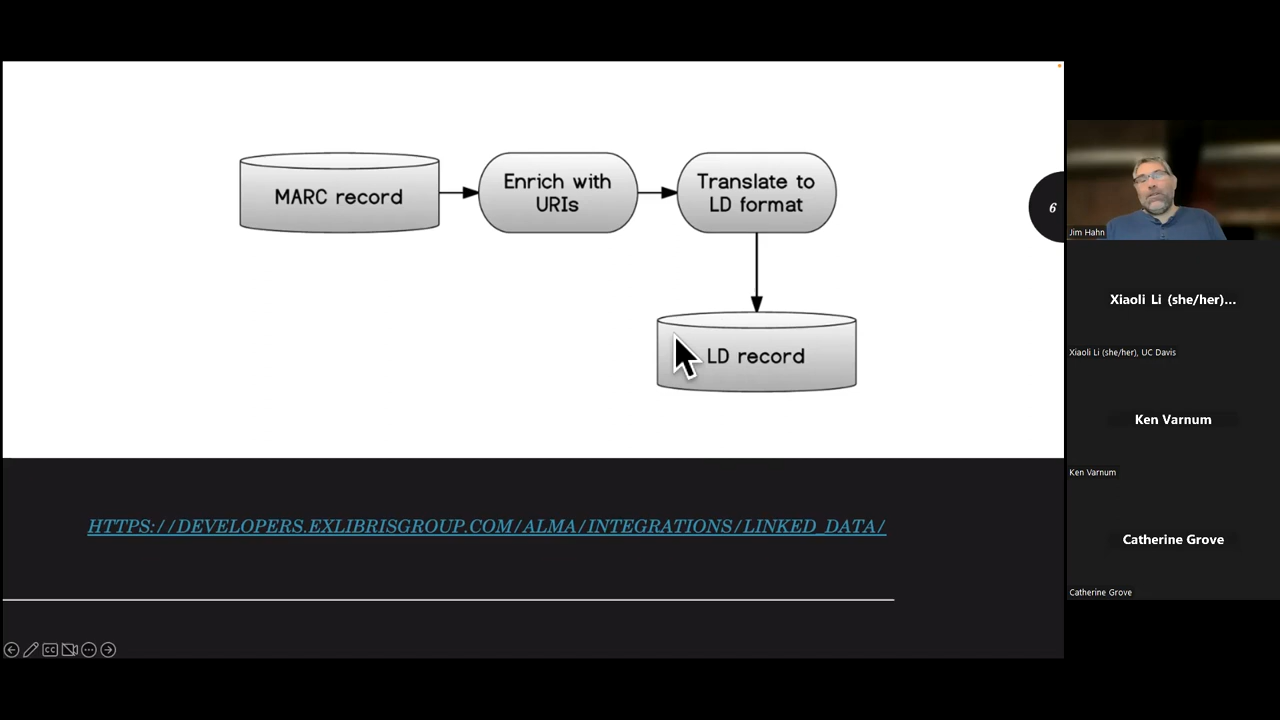 MARC record
Enrich with
URIs
Translate to
LD format
LD record
6
HTTPS://DEVELOPERS.EXLIBRISGROUP.COM/ALMA/INTEGRATIONS/LINKED_DATA/
CC
Jim Hahn
Xiaoli Li (she/her)...
Xiaoli Li (she/her), UC Davis
Ken Varnum
Ken Varnum
Catherine Grove
Catherine Grove